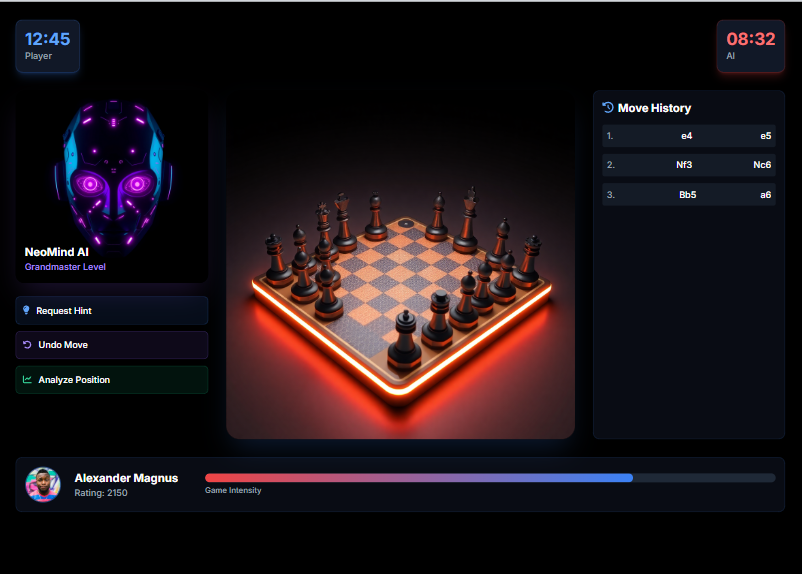 12:45
Player
08:32
AI
NeoMind AI
Grandmaster Level
Request Hint
Undo Move
Analyze Position
Move History
1. e4 e5
2. Nf3 Nc6
3. Bb5 a6
Alexander Magnus
Rating: 2150
Game Intensity